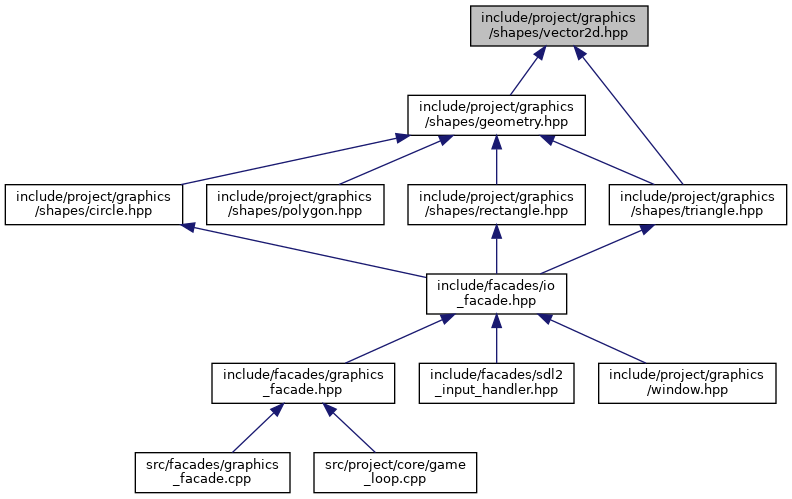 include/project/graphics
/shapes/vector2d.hpp
include/project/graphics
/shapes/geometry.hpp
include/project/graphics
/shapes/circle.hpp
include/project/graphics
/shapes/polygon.hpp
include/project/graphics
/shapes/rectangle.hpp
include/project/graphics
/shapes/triangle.hpp
include/facades/io
_facade.hpp
include/facades/graphics
_facade.hpp
include/facades/sdl2
_input_handler.hpp
include/project/graphics
/window.hpp
src/facades/graphics
_facade.cpp
src/project/core/game
_loop.cpp